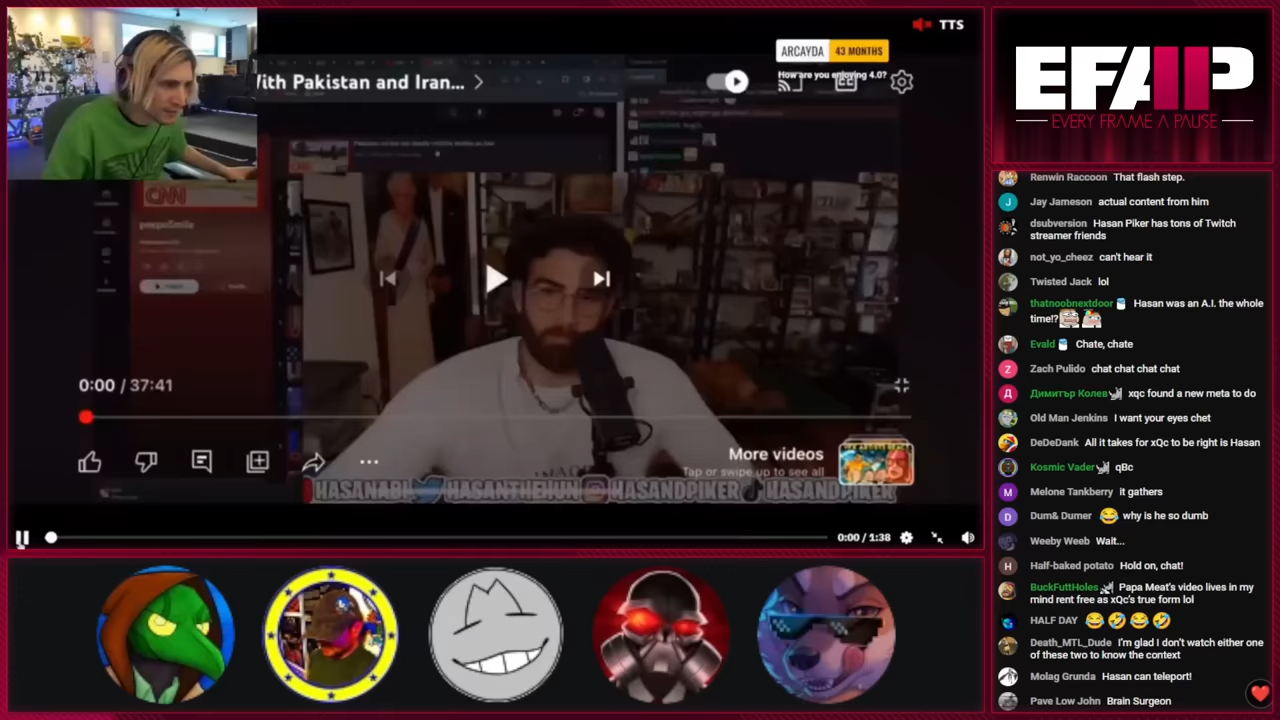 TTS
ARCAYDA 43 MONTHS
How are you enjoying 4.0?
With Pakistan and Iran...
CNN
poepoSmile
0:00 / 37:41
More videos
Tap or swipe up to see all
HASANABI HASANTHEHUN HASANDPIKER HASANDPIKER
0:00 / 1:38
EFAP
EVERY FRAME A PAUSE
Renwin Raccoon That flash step.
Jay Jameson actual content from him
dsubversion Hasan Piker has tons of Twitch
streamer friends
not_yo_cheez can't hear it
Twisted Jack lol
thatnoobnextdoor Hasan was an A.I. the whole
time!?
Evald Chate, chate
Zach Pulido chat chat chat chat
Димитър Колев xqc found a new meta to do
Old Man Jenkins I want your eyes chet
DeDeDank All it takes for xQc to be right is Hasan
Kosmic Vader qBc
Melone Tankberry it gathers
Dum& Dumer 😂 why is he so dumb
Weeby Weeb Wait...
Half-baked potato Hold on, chat!
BuckFuttHoles Papa Meat's video lives in my
mind rent free as xQc's true form lol
HALF DAY 😂🤣😂🤣
Death_MTL_Dude I'm glad I don't watch either one
of these two to know the context
Molag Grunda Hasan can teleport!
Pave Low John Brain Surgeon